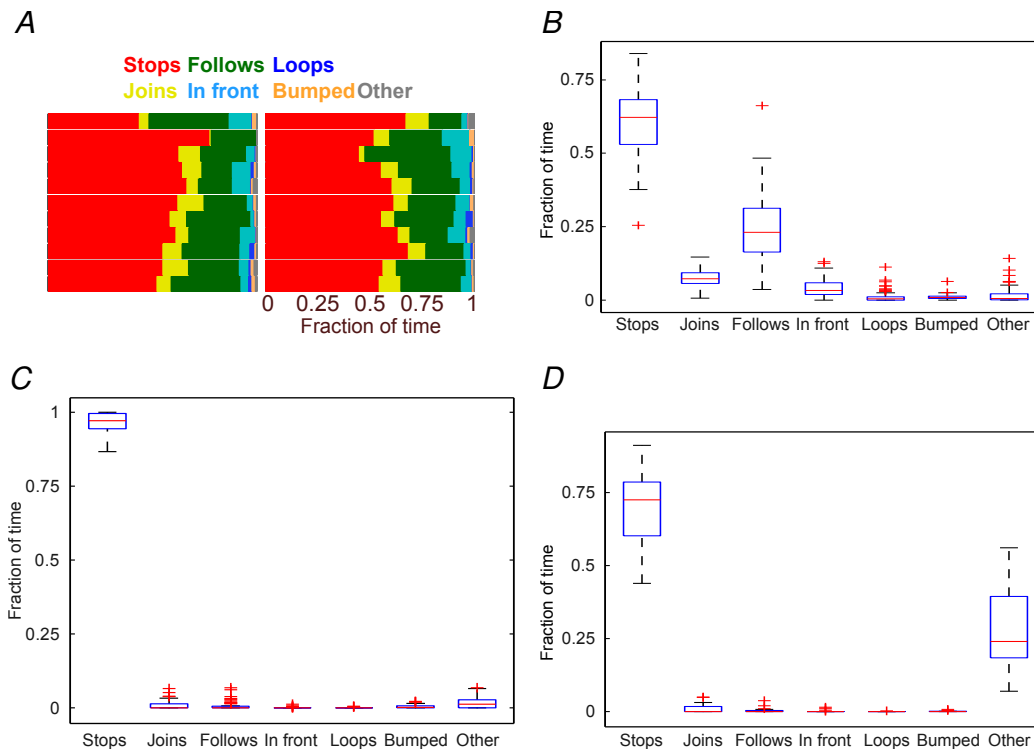 A
Stops Follows Loops
Joins In front Bumped Other
0 0.25 0.5 0.75 1
Fraction of time
B
Fraction of time
0.75
0.5
0.25
0
Stops Joins Follows In front Loops Bumped Other
C
Fraction of time
1
0.75
0.5
0.25
0
Stops Joins Follows In front Loops Bumped Other
D
Fraction of time
0.75
0.5
0.25
0
Stops Joins Follows In front Loops Bumped Other